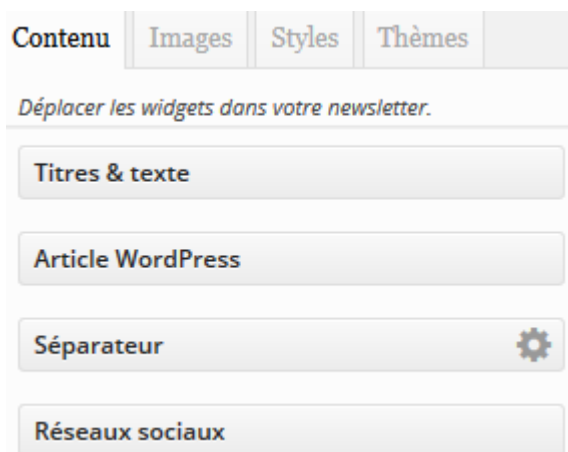 Contenu Images Styles Thèmes
Déplacer les widgets dans votre newsletter.
Titres & texte
Article WordPress
Séparateur
Réseaux sociaux